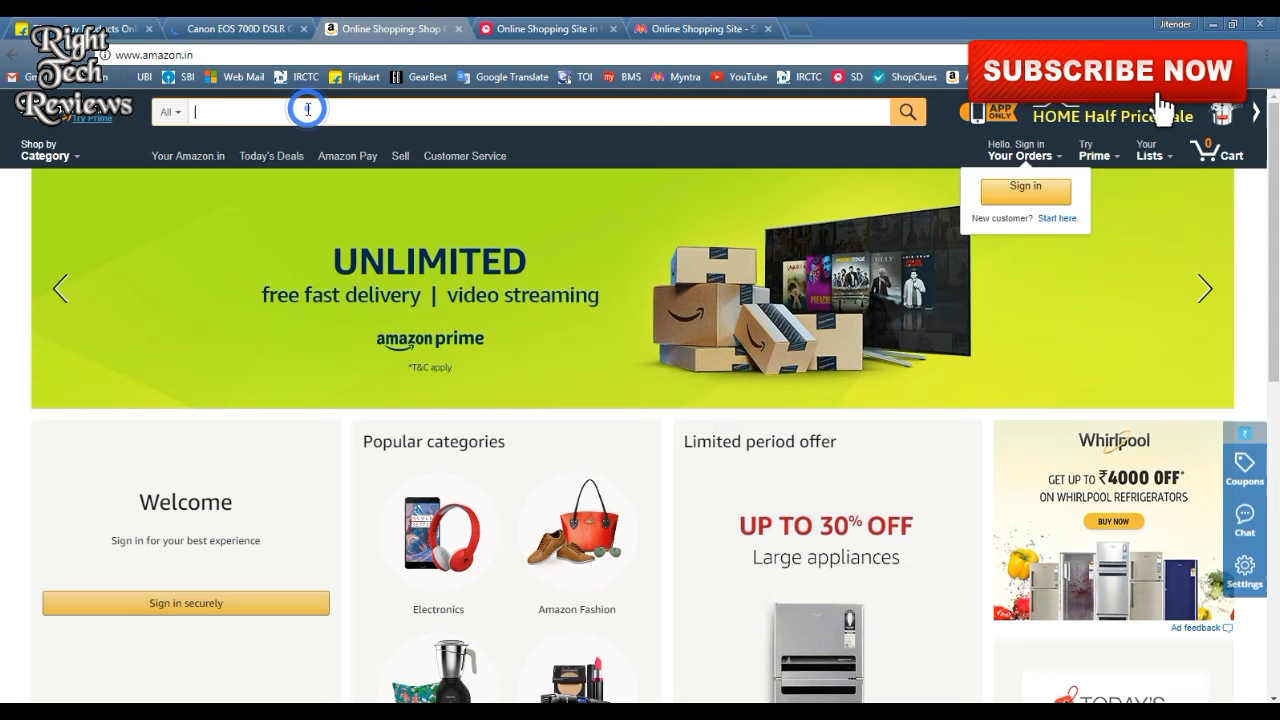 Jitender
y Products Online
Canon EOS 700D DSLR C
Online Shopping: Shop
Online Shopping Site in
Online Shopping Site - S
Right
Tech
Reviews
www.amazon.in
UBI
SBI
Web Mail
IRCTC
Flipkart
GearBest
Google Translate
TOI
BMS
Myntra
YouTube
IRCTC
SD
ShopClues
SUBSCRIBE NOW
Try Prime
All
APP
ONLY
HOME Half Price Sale
Shop by
Category
Your Amazon.in
Today's Deals
Amazon Pay
Sell
Customer Service
Hello. Sign in
Your Orders
Try
Prime
Your
Lists
0
Cart
Sign in
New customer? Start here.
UNLIMITED
free fast delivery | video streaming
amazon prime
*T&C apply
Welcome
Sign in for your best experience
Sign in securely
Popular categories
Electronics
Amazon Fashion
Limited period offer
UP TO 30% OFF
Large appliances
Whirlpool
GET UP TO ₹4000 OFF*
ON WHIRLPOOL REFRIGERATORS
BUY NOW
Ad feedback
Coupons
Chat
Settings
TODAY'S